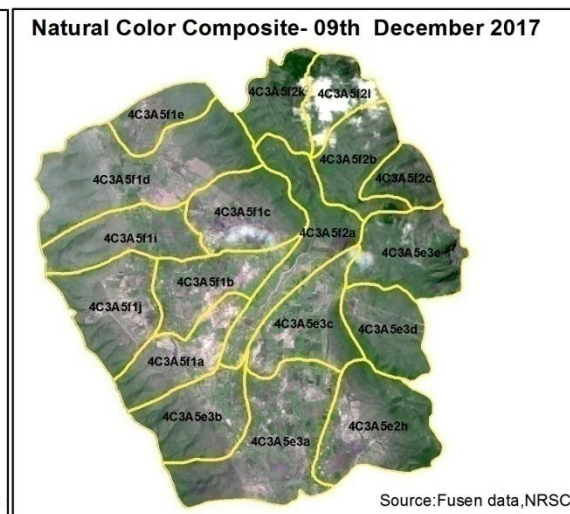 Natural Color Composite- 09th  December 2017
4C3A5f2k
4C3A5f2l
4C3A5f1e
4C3A5f2b
4C3A5f1d
4C3A5f2c
4C3A5f1c
4C3A5f2a
4C3A5f1i
4C3A5e3e
4C3A5f1b
4C3A5f1j
4C3A5e3c
4C3A5e3d
4C3A5f1a
4C3A5e3b
4C3A5e2h
4C3A5e3a
Source:Fusen data,NRSC